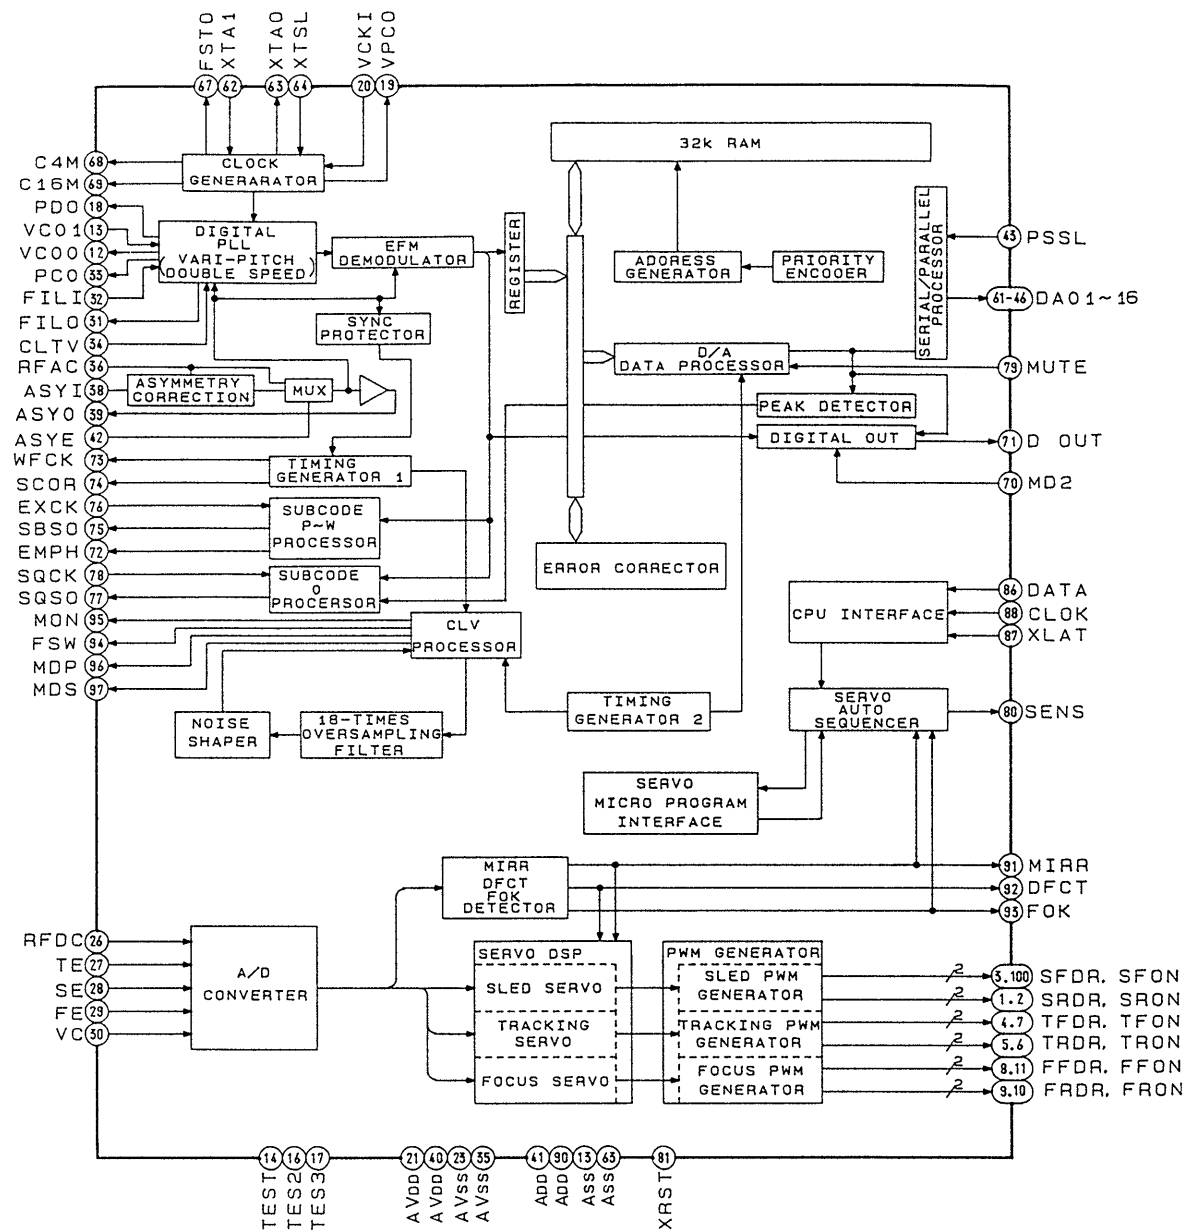 FSTO
XTA1
XTAO
XTSL
VCKI
VPCO
67
62
63
64
20
19
C4M 68
C16M 69
PDO 18
VCO1 13
VCOO 12
PCO 33
FILI 32
FILO 31
CLTV 34
RFAC 36
ASYI 38
ASYO 39
ASYE 42
WFCK 73
SCOR 74
EXCK 76
SBSO 75
EMPH 72
SQCK 78
SQSO 77
MON 95
FSW 94
MDP 96
MDS 97
CLOCK
GENERARATOR
DIGITAL
PLL
VARI-PITCH
(DOUBLE SPEED)
EFM
DEMODULATOR
SYNC
PROTECTOR
ASYMMETRY
CORRECTION
MUX
TIMING
GENERATOR 1
SUBCODE
P~W
PROCESSOR
SUBCODE
Q
PROCERSOR
CLV
PROCESSOR
NOISE
SHAPER
18-TIMES
OVERSAMPLING
FILTER
REGISTER
32k RAM
ADDRESS
GENERATOR
PRIORITY
ENCODER
SERIAL/PARALLEL
PROCESSOR
D/A
DATA PROCESSOR
PEAK DETECTOR
DIGITAL OUT
ERROR CORRECTOR
TIMING
GENERATOR 2
CPU INTERFACE
SERVO
AUTO
SEQUENCER
SERVO
MICRO PROGRAM
INTERFACE
43 PSSL
61-46 DAO1~16
79 MUTE
71 D OUT
70 MD2
86 DATA
88 CLOK
87 XLAT
80 SENS
91 MIRR
92 DFCT
93 FOK
MIRR
DFCT
FOK
DETECTOR
RFDC 26
TE 27
SE 28
FE 29
VC 30
A/D
CONVERTER
SERVO DSP
SLED SERVO
TRACKING
SERVO
FOCUS SERVO
PWM GENERATOR
SLED PWM
GENERATOR
TRACKING PWM
GENERATOR
FOCUS PWM
GENERATOR
2 3.100 SFDR. SFON
2 1.2 SRDR. SRON
2 4.7 TFDR. TFON
2 5.6 TRDR. TRON
2 8.11 FFDR. FFON
2 9.10 FRDR. FRON
14
16
17
21
40
23
35
41
90
13
63
81
TEST
TES2
TES3
AVDD
AVDD
AVSS
AVSS
ADD
ADD
ASS
ASS
XRST